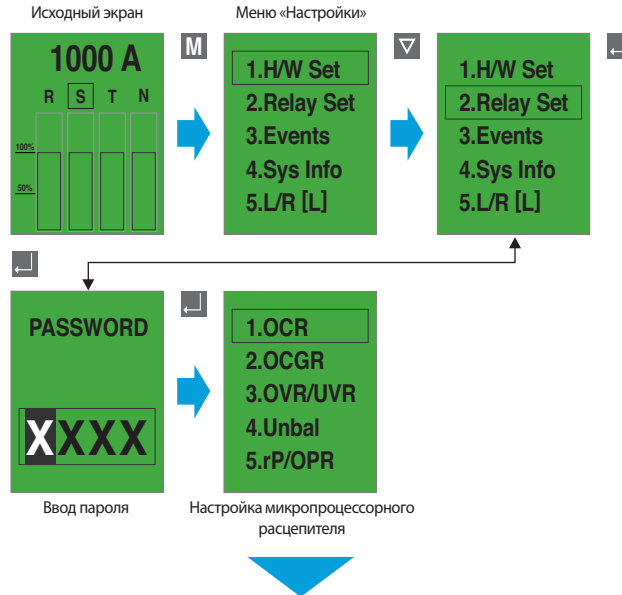 Исходный экран
Меню «Настройки»
1000 A
R S T N
100%
50%
M
1.H/W Set
2.Relay Set
3.Events
4.Sys Info
5.L/R [L]
1.H/W Set
2.Relay Set
3.Events
4.Sys Info
5.L/R [L]
PASSWORD
XXXX
1.OCR
2.OCGR
3.OVR/UVR
4.Unbal
5.rP/OPR
Ввод пароля
Настройка микропроцессорного
расцепителя